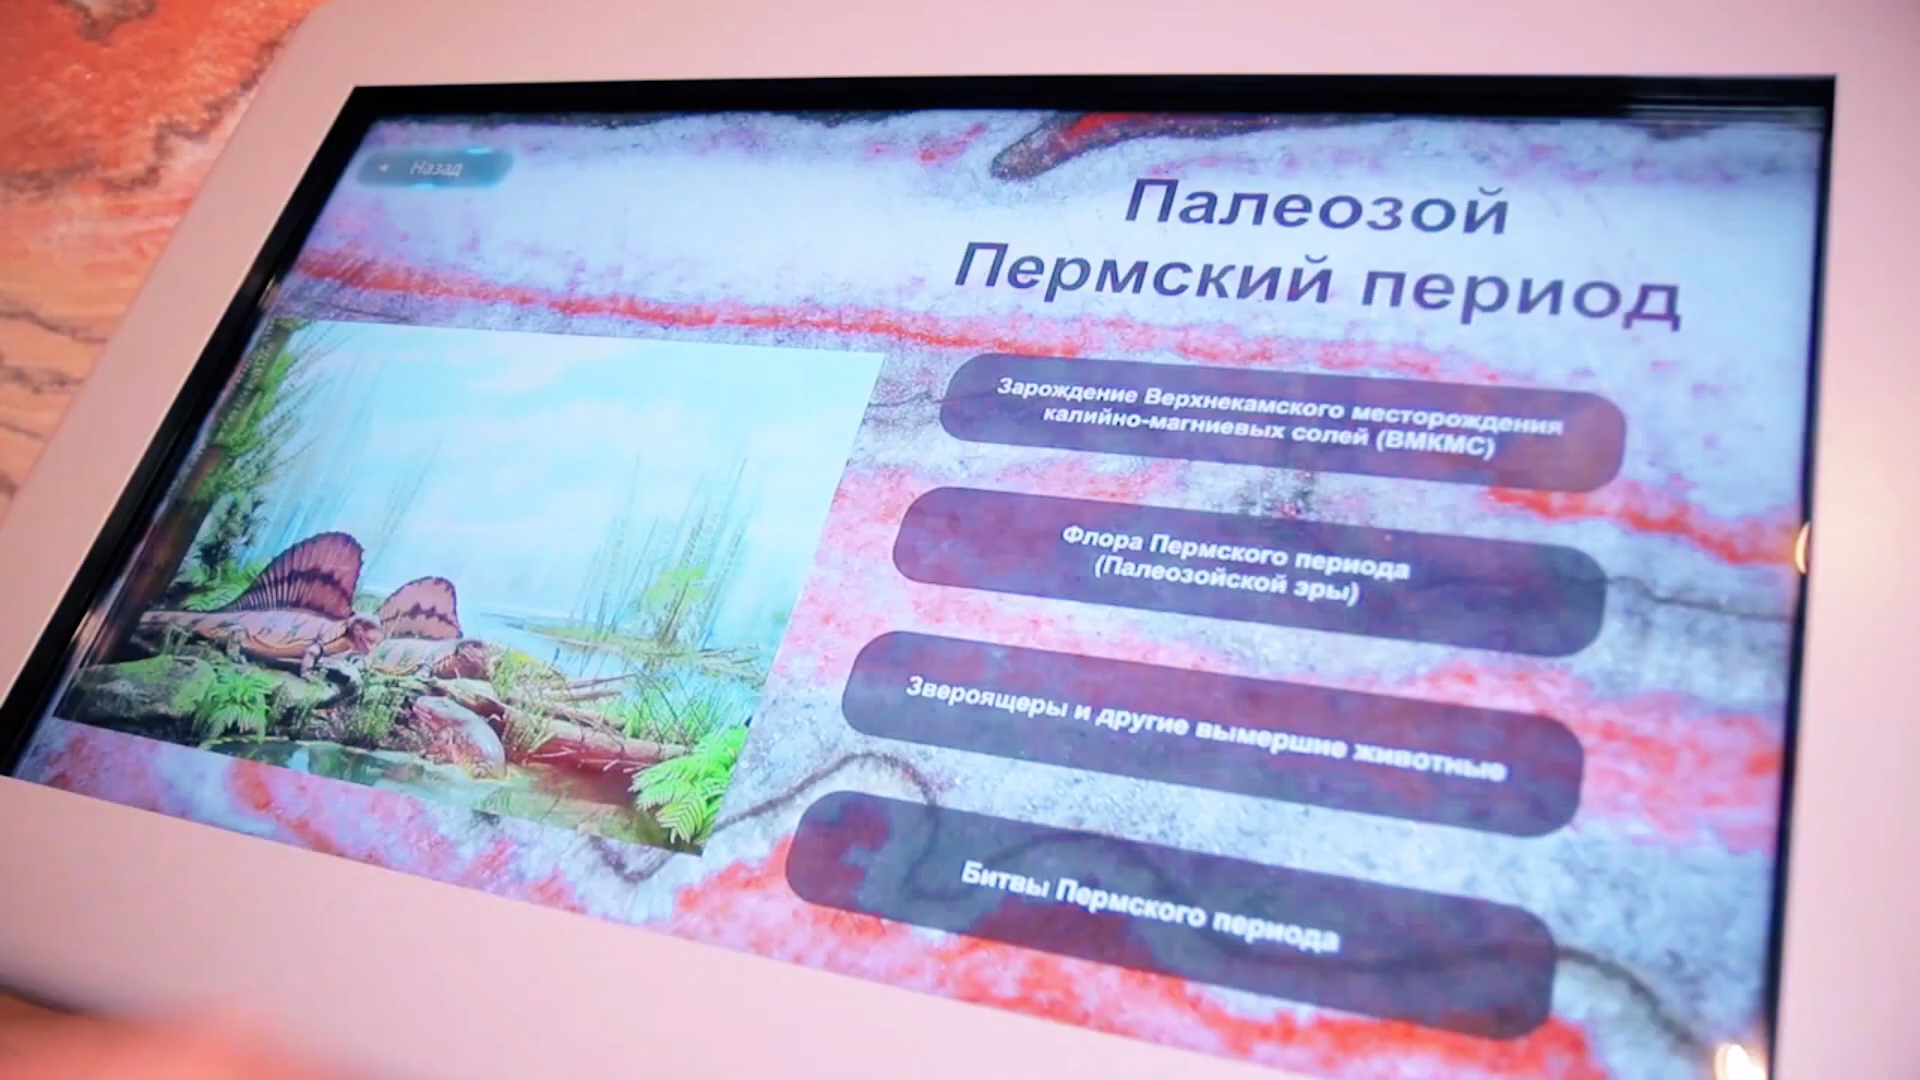 Назад
Палеозой
Пермский период
Зарождение Верхнекамского месторождения
калийно-магниевых солей (ВМКМС)
Флора Пермского периода
(Палеозойской эры)
Звероящеры и другие вымершие животные
Битвы Пермского периода